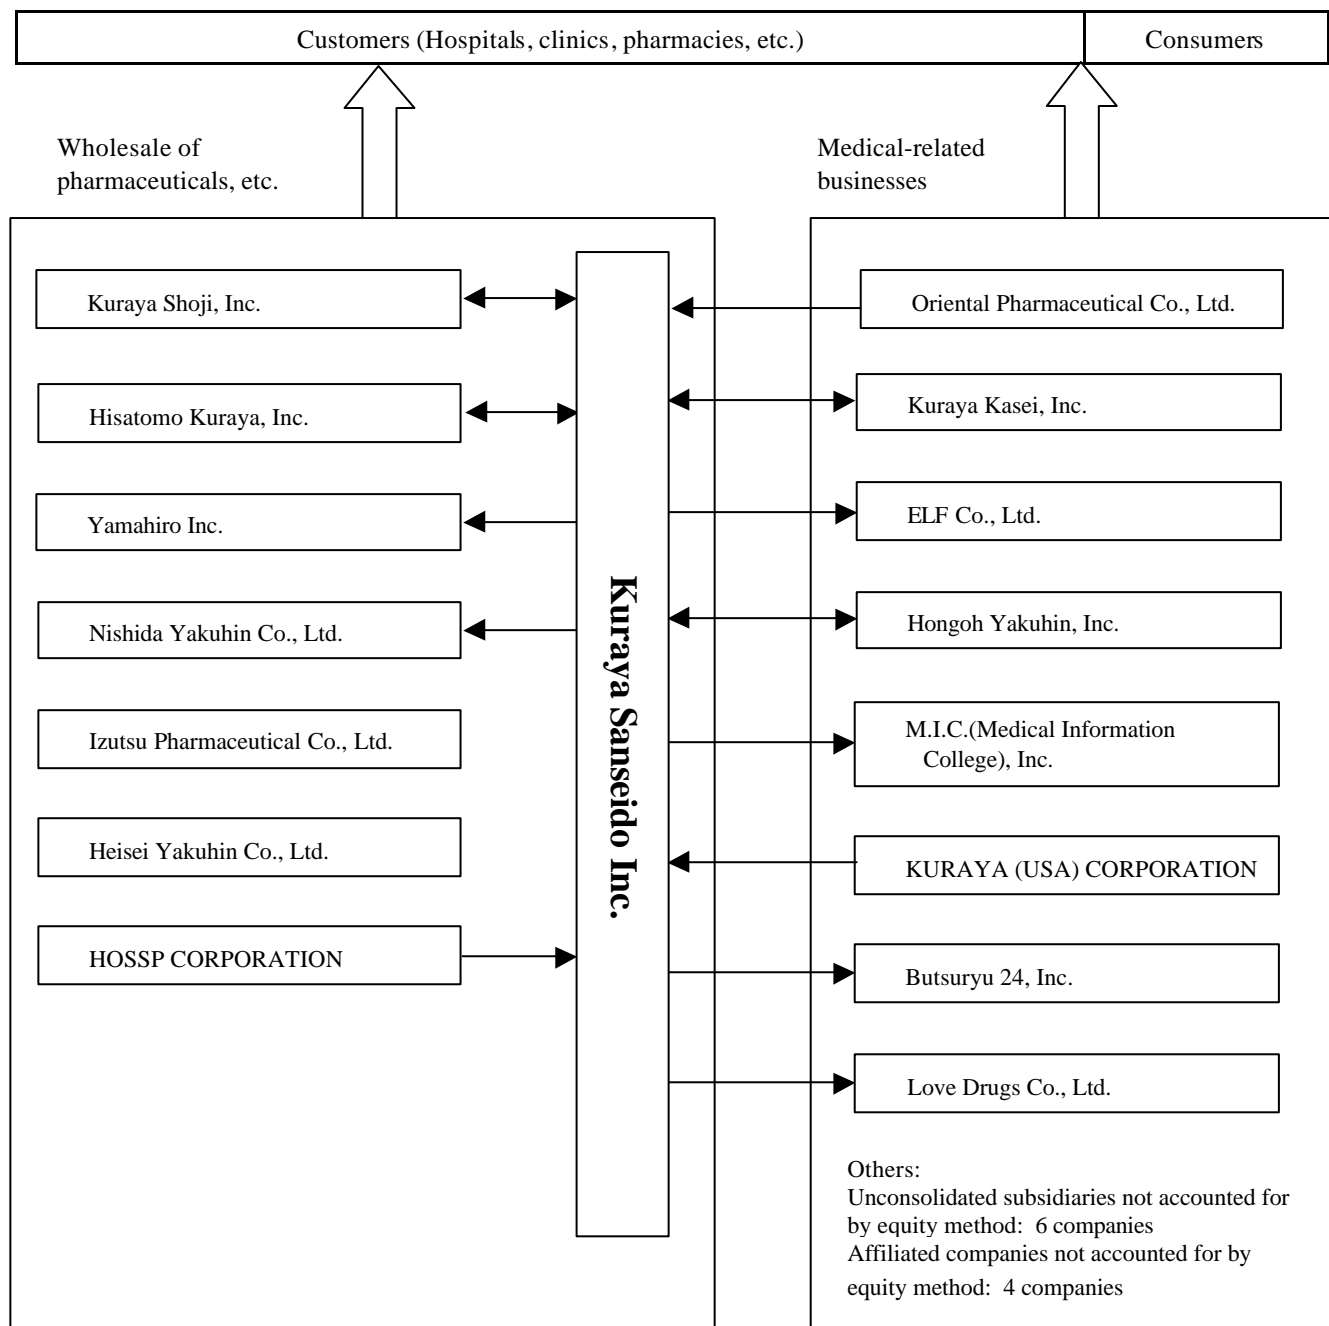 Customers (Hospitals, clinics, pharmacies, etc.)
Consumers
Wholesale of
pharmaceuticals, etc.
Medical-related
businesses
Kuraya Shoji, Inc.
Hisatomo Kuraya, Inc.
Yamahiro Inc.
Nishida Yakuhin Co., Ltd.
Izutsu Pharmaceutical Co., Ltd.
Heisei Yakuhin Co., Ltd.
HOSSP CORPORATION
Kuraya Sanseido Inc.
Oriental Pharmaceutical Co., Ltd.
Kuraya Kasei, Inc.
ELF Co., Ltd.
Hongoh Yakuhin, Inc.
M.I.C.(Medical Information
College), Inc.
KURAYA (USA) CORPORATION
Butsuryu 24, Inc.
Love Drugs Co., Ltd.
Others:
Unconsolidated subsidiaries not accounted for
by equity method: 6 companies
Affiliated companies not accounted for by
equity method: 4 companies